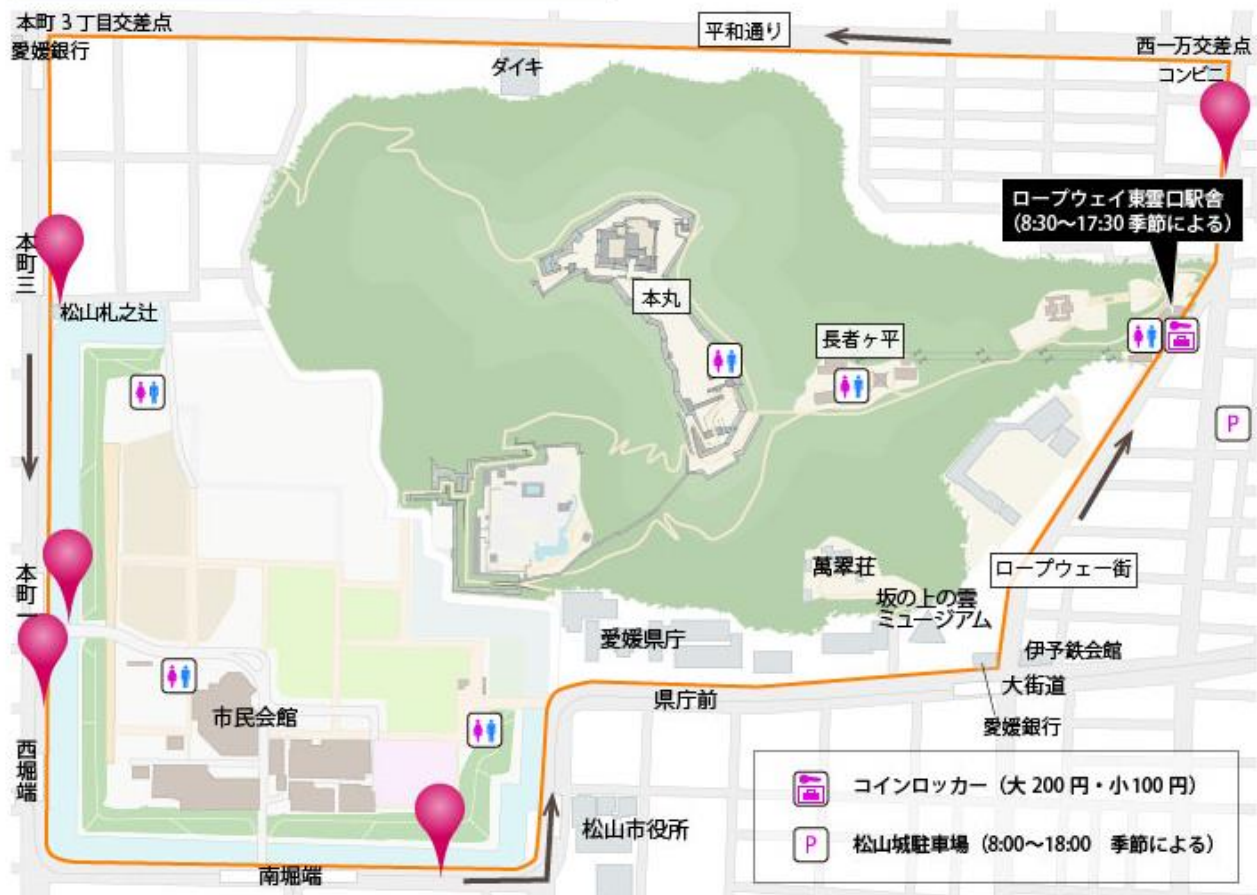 本町3丁目交差点
愛媛銀行
平和通り
西一万交差点
コンビニ
ダイキ
ロープウェイ東雲口駅舎
(8:30～17:30 季節による)
本町三
松山札之辻
本丸
長者ヶ平
P
本町一
萬翠荘
坂の上の雲
ミュージアム
ロープウェー街
愛媛県庁
伊予鉄会館
大街道
県庁前
愛媛銀行
市民会館
西堀端
松山市役所
南堀端
コインロッカー（大 200 円・小 100 円）
P 松山城駐車場（8:00～18:00 季節による）